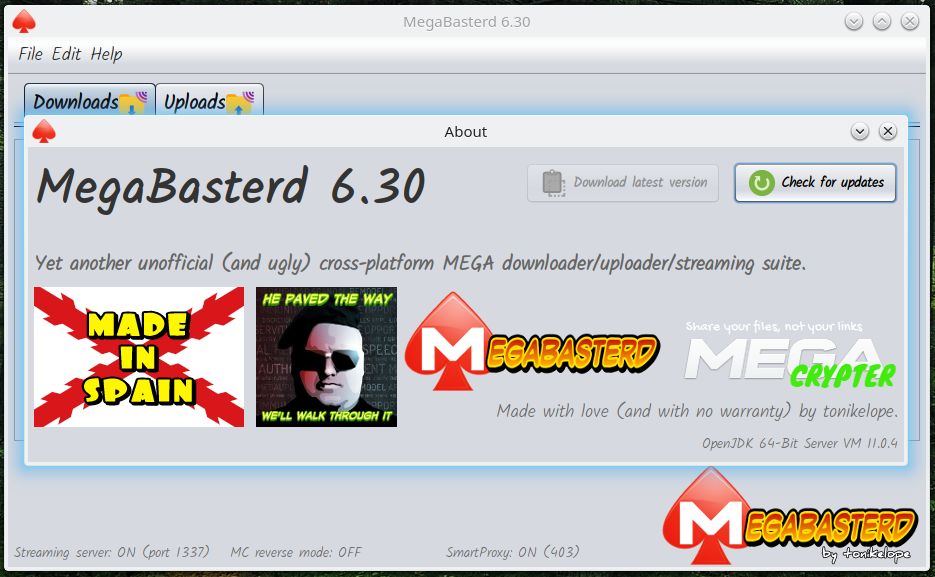 MegaBasterd 6.30
File Edit Help
Downloads Uploads
About
MegaBasterd 6.30
Download latest version
Check for updates
Yet another unofficial (and ugly) cross-platform MEGA downloader/uploader/streaming suite.
MADE
IN
SPAIN
HE PAVED THE WAY
WE'LL WALK THROUGH IT
MEGABASTERD
Share your files, not your links
MEGA
CRYPTER
Made with love (and with no warranty) by tonikelope.
OpenJDK 64-Bit Server VM 11.0.4
MEGABASTERD
by tonikelope
Streaming server: ON (port 1337) MC reverse mode: OFF SmartProxy: ON (403)